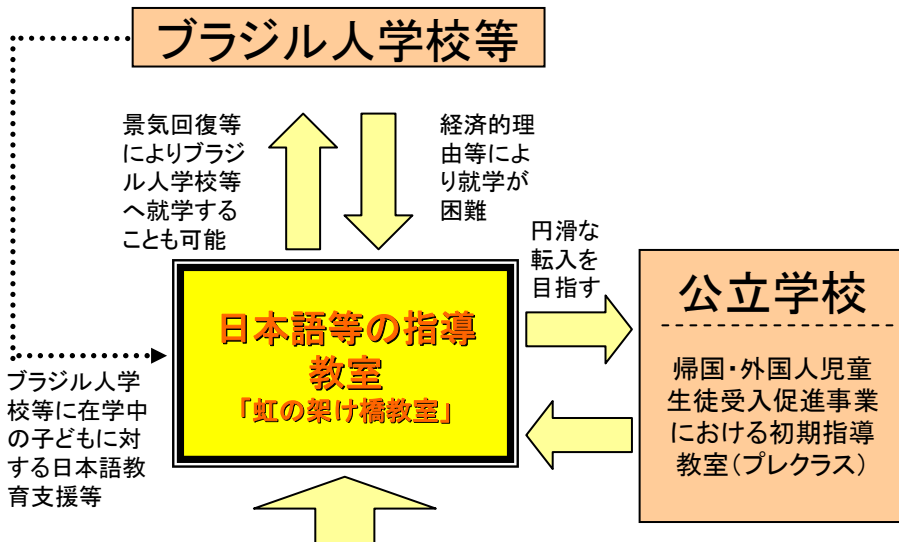 ブラジル人学校等
景気回復等
によりブラジ
ル人学校等
へ就学する
ことも可能
経済的理
由等によ
り就学が
困難
円滑な
転入を
目指す
日本語等の指導
教室
「虹の架け橋教室」
公立学校
帰国・外国人児童
生徒受入促進事業
における初期指導
教室(プレクラス)
ブラジル人学
校等に在学中
の子どもに対
する日本語教
育支援等